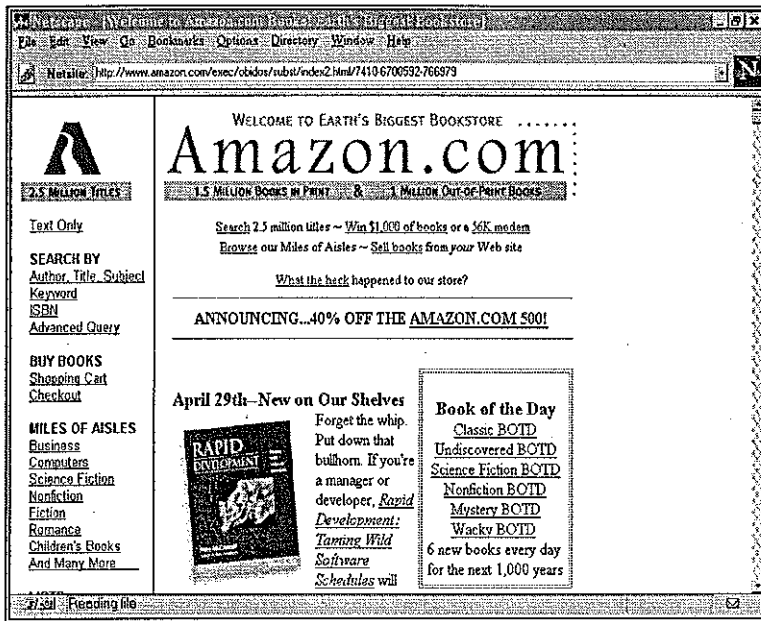 Netscape - [Welcome to Amazon.com Books! Earth's Biggest Bookstore]
File Edit View Go Bookmarks Options Directory Window Help
Netsite: http://www.amazon.com/exec/obidos/subst/index2.html/7410-6700592-766979
N
2.5 MILLION TITLES
Text Only
SEARCH BY
Author, Title, Subject
Keyword
ISBN
Advanced Query
BUY BOOKS
Shopping Cart
Checkout
MILES OF AISLES
Business
Computers
Science Fiction
Nonfiction
Fiction
Romance
Children's Books
And Many More
WELCOME TO EARTH'S BIGGEST BOOKSTORE
Amazon.com
1.5 MILLION BOOKS IN PRINT & 1 MILLION OUT-OF-PRINT BOOKS
Search 2.5 million titles ~ Win $1,000 of books or a 56K modem
Browse our Miles of Aisles ~ Sell books from your Web site
What the heck happened to our store?
ANNOUNCING...40% OFF THE AMAZON.COM 500!
April 29th--New on Our Shelves
RAPID
DEVELOPMENT
Forget the whip.
Put down that
bullhorn. If you're
a manager or
developer, Rapid
Development:
Taming Wild
Software
Schedules will
Book of the Day
Classic BOTD
Undiscovered BOTD
Science Fiction BOTD
Nonfiction BOTD
Mystery BOTD
Wacky BOTD
6 new books every day
for the next 1,000 years
Reading file